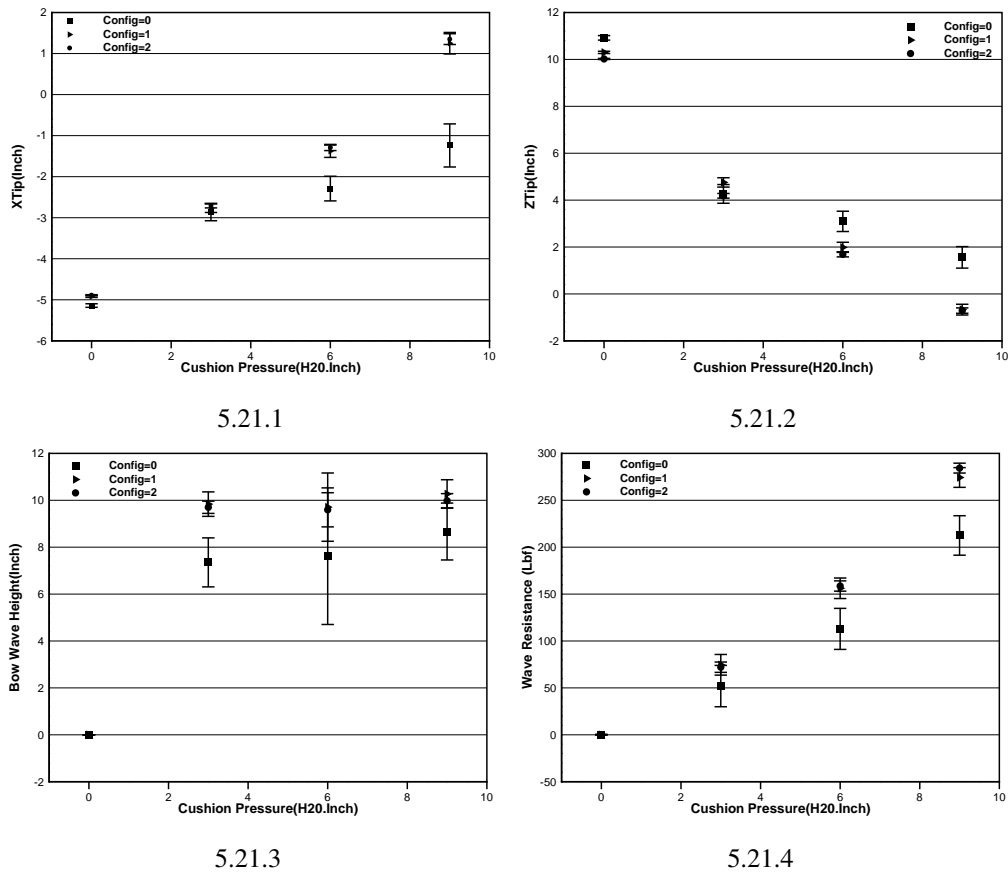 Config=0
Config=1
Config=2
2
1
0
-1
-2
-3
-4
-5
-6
XTip(Inch)
0 2 4 6 8 10
Cushion Pressure(H20.Inch)
5.21.1
Config=0
Config=1
Config=2
12
10
8
6
4
2
0
-2
ZTip(Inch)
0 2 4 6 8 10
Cushion Pressure(H20.Inch)
5.21.2
Config=0
Config=1
Config=2
12
10
8
6
4
2
0
-2
Bow Wave Height(Inch)
0 2 4 6 8 10
Cushion Pressure(H20.Inch)
5.21.3
Config=0
Config=1
Config=2
300
250
200
150
100
50
0
-50
Wave Resistance (Lbf)
0 2 4 6 8 10
Cushion Pressure(H20.Inch)
5.21.4